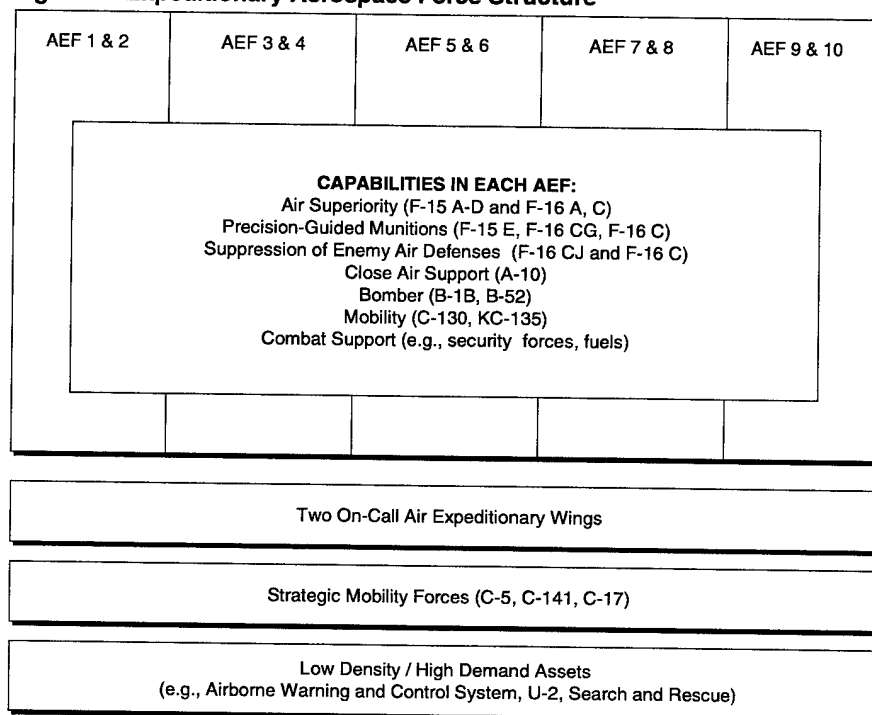 Expeditionary Aerospace Force Structure
AEF 1 & 2
AEF 3 & 4
AEF 5 & 6
AEF 7 & 8
AEF 9 & 10
CAPABILITIES IN EACH AEF:
Air Superiority (F-15 A-D and F-16 A, C)
Precision-Guided Munitions (F-15 E, F-16 CG, F-16 C)
Suppression of Enemy Air Defenses (F-16 CJ and F-16 C)
Close Air Support (A-10)
Bomber (B-1B, B-52)
Mobility (C-130, KC-135)
Combat Support (e.g., security forces, fuels)
Two On-Call Air Expeditionary Wings
Strategic Mobility Forces (C-5, C-141, C-17)
Low Density / High Demand Assets
(e.g., Airborne Warning and Control System, U-2, Search and Rescue)